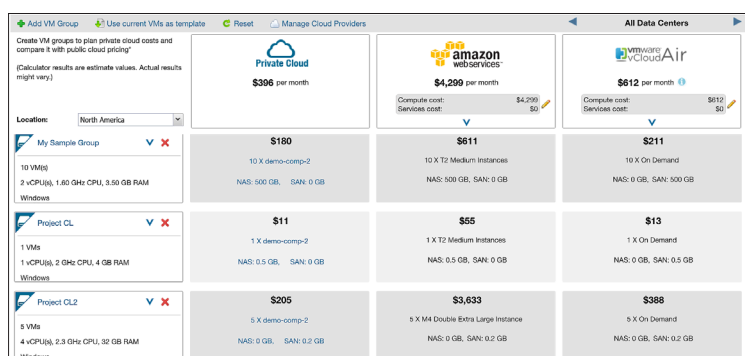 Add VM Group Use current VMs as template Reset Manage Cloud Providers All Data Centers
Create VM groups to plan private cloud costs and
compare it with public cloud pricing*
(Calculator results are estimate values. Actual results
might vary.)
Location: North America
Private Cloud
$396 per month
amazon
webservices™
$4,299 per month
Compute cost: $4,299
Services cost: $0
vmware
vCloud Air
$612 per month
Compute cost: $612
Services cost: $0
My Sample Group
10 VM(s)
2 vCPU(s), 1.60 GHz CPU, 3.50 GB RAM
Windows
$180
10 X demo-comp-2
NAS: 500 GB, SAN: 0 GB
$611
10 X T2 Medium Instances
NAS: 500 GB, SAN: 0 GB
$211
10 X On Demand
NAS: 0 GB, SAN: 500 GB
Project CL
1 VMs
1 vCPU(s), 2 GHz CPU, 4 GB RAM
Windows
$11
1 X demo-comp-2
NAS: 0.5 GB, SAN: 0 GB
$55
1 X T2 Medium Instances
NAS: 0.5 GB, SAN: 0 GB
$13
1 X On Demand
NAS: 0 GB, SAN: 0.5 GB
Project CL2
5 VMs
4 vCPU(s), 2.3 GHz CPU, 32 GB RAM
Windows
$205
5 X demo-comp-2
NAS: 0 GB, SAN: 0.2 GB
$3,633
5 X M4 Double Extra Large Instance
NAS: 0 GB, SAN: 0.2 GB
$388
5 X On Demand
NAS: 0 GB, SAN: 0.2 GB